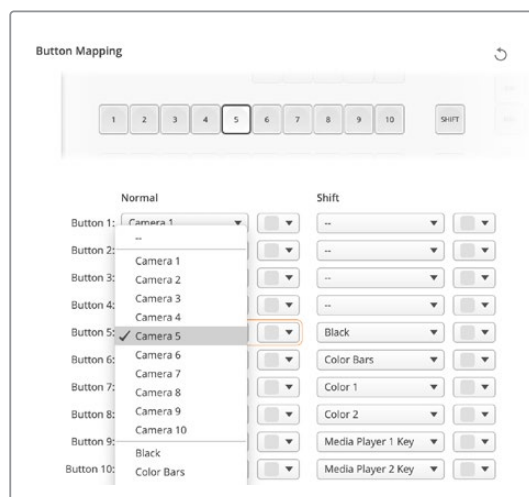 Button Mapping
1 2 3 4 5 6 7 8 9 10 SHIFT
Normal Shift
Button 1: Camera 1 --
--
Button 2: --
Camera 1
Button 3: Camera 2 --
Camera 3
Button 4: Camera 4 --
Button 5: Camera 5 Black
Button 6: Camera 6 Color Bars
Camera 7
Button 7: Color 1
Camera 8
Button 8: Camera 9 Color 2
Camera 10
Button 9: Media Player 1 Key
Black
Button 10: Color Bars Media Player 2 Key